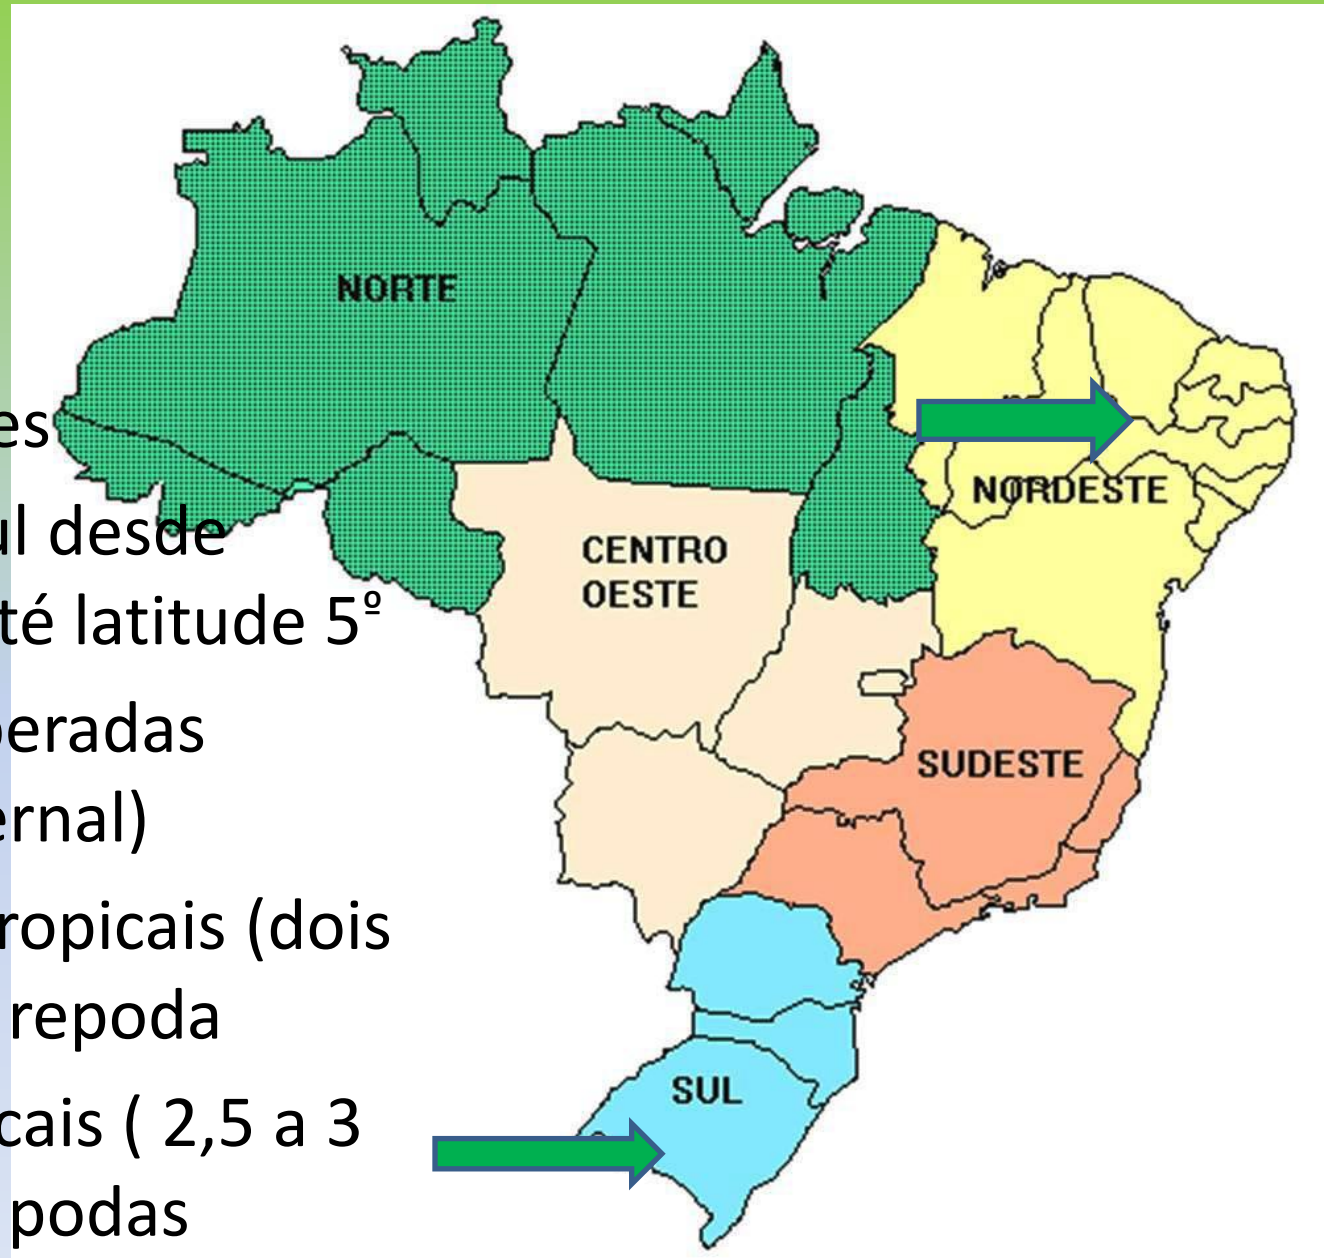 NORTE
es
NORDESTE
ul desde
CENTRO
OESTE
té latitude 5º
peradas
SUDESTE
ernal)
ropicais (dois
repoda
SUL
cais ( 2,5 a 3
podas